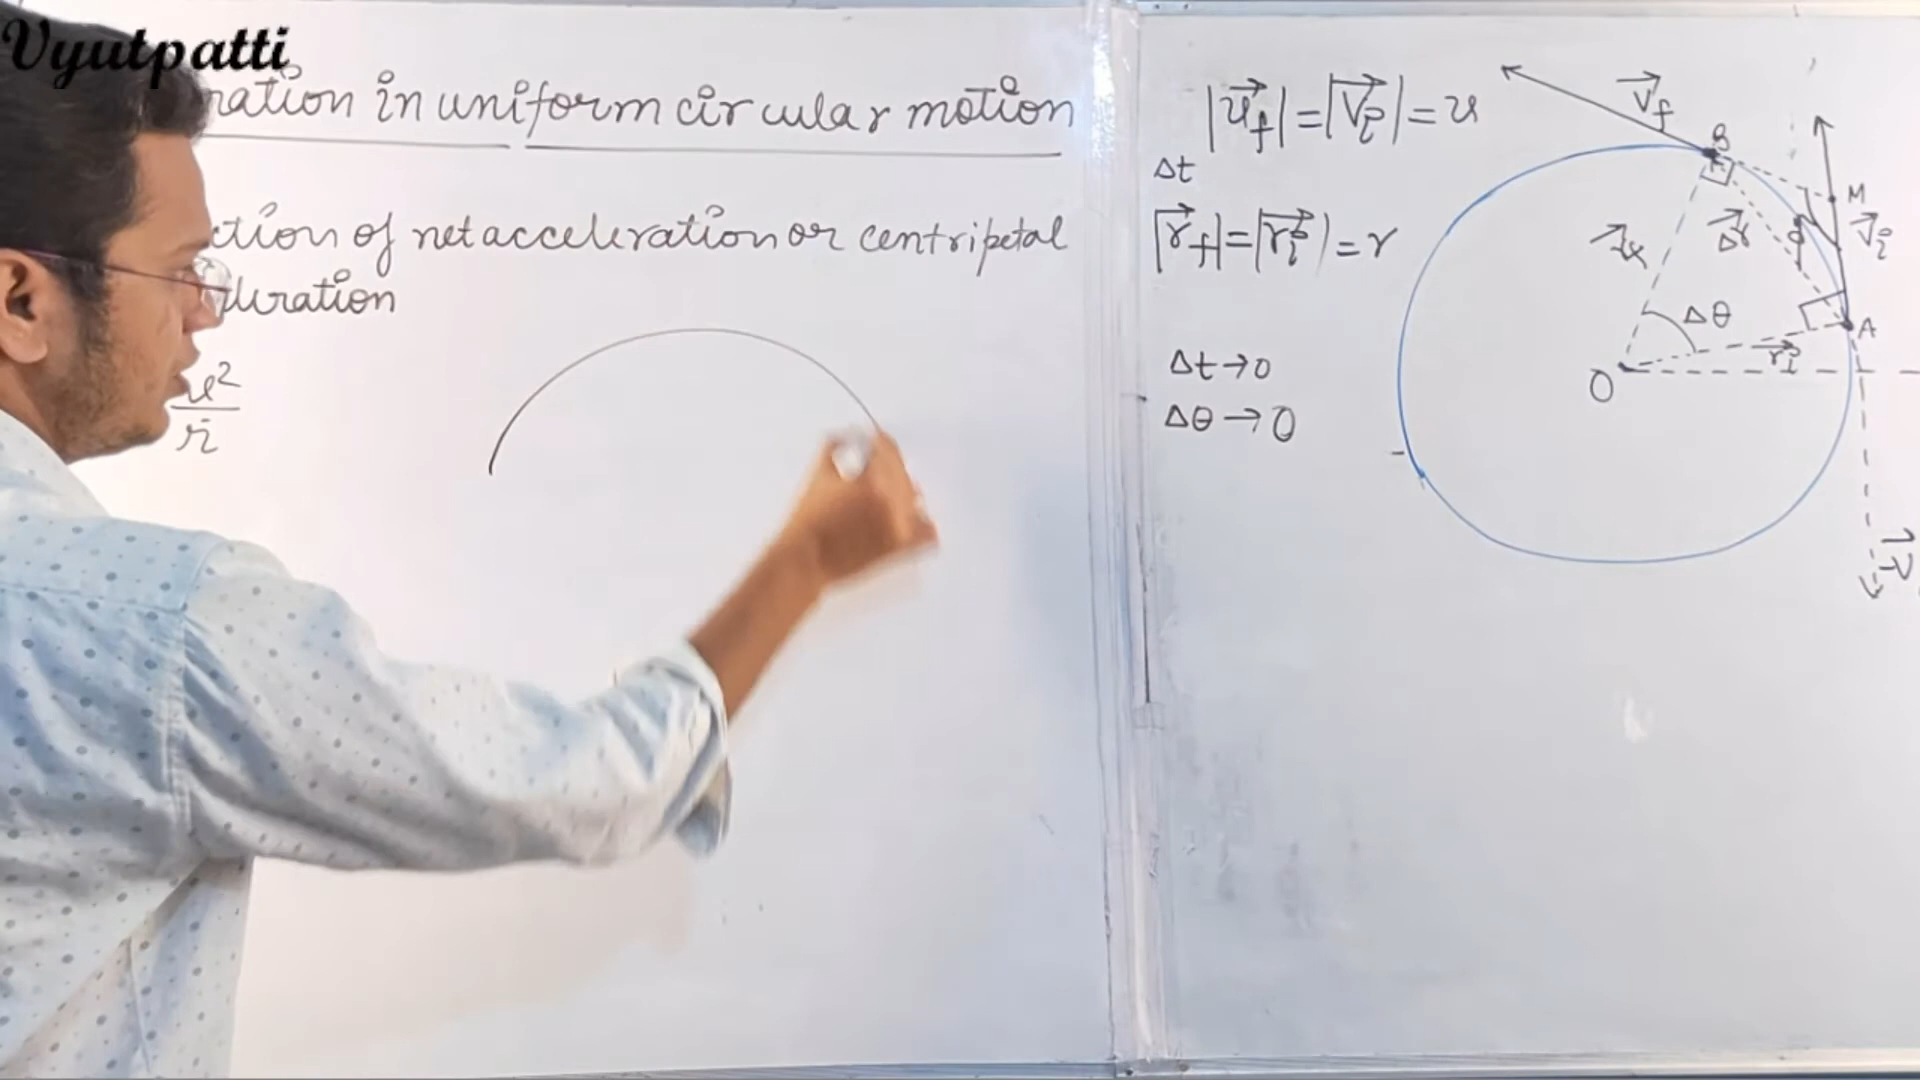 Vyutpatti
ration in uniform circular motion
ction of net acceleration or centripetal
leration
v²
r
|v⃗f| = |v⃗i| = v
Δt
|r⃗f| = |r⃗i| = r
Δt → 0
Δθ → 0
v⃗f
B
M
v⃗i
Δr⃗
Δθ
A
r⃗i
O